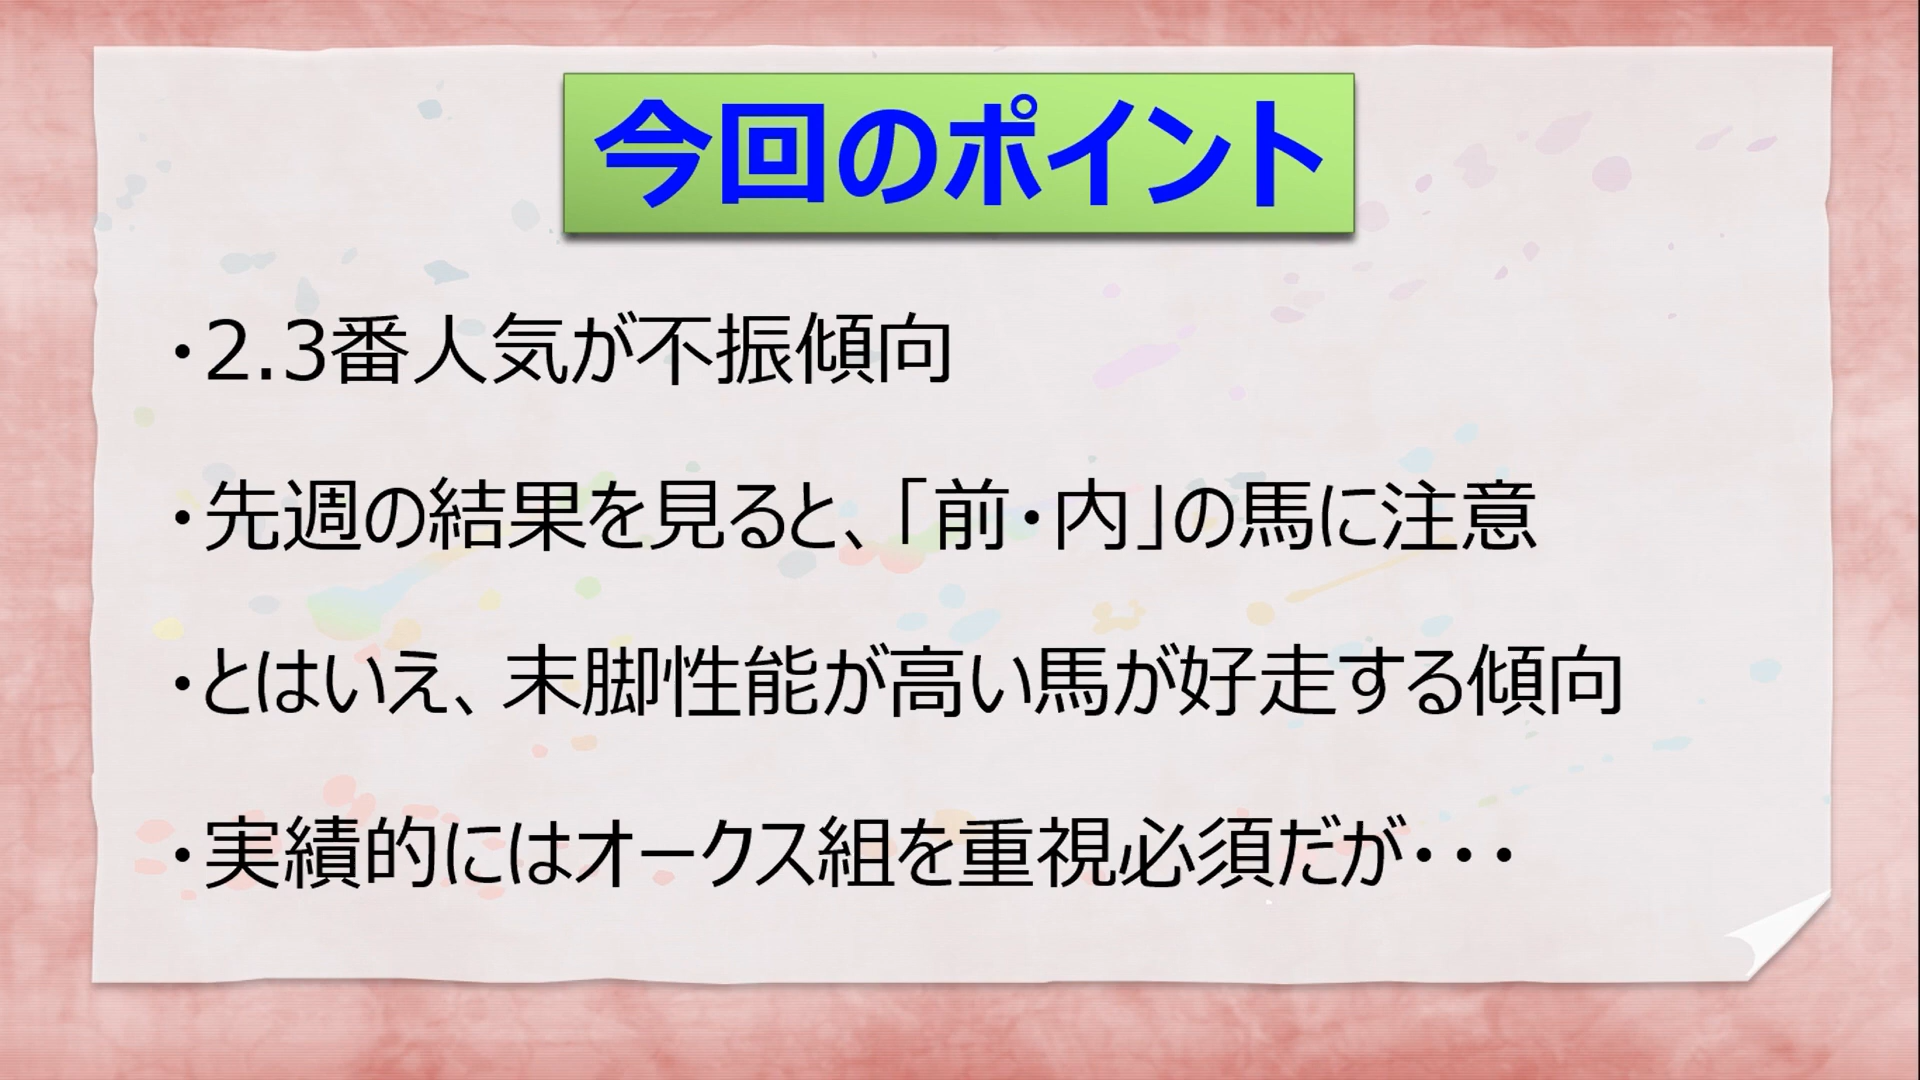 今回のポイント
・2.3番人気が不振傾向
・先週の結果を見ると、「前・内」の馬に注意
・とはいえ、末脚性能が高い馬が好走する傾向
・実績的にはオークス組を重視必須だが・・・